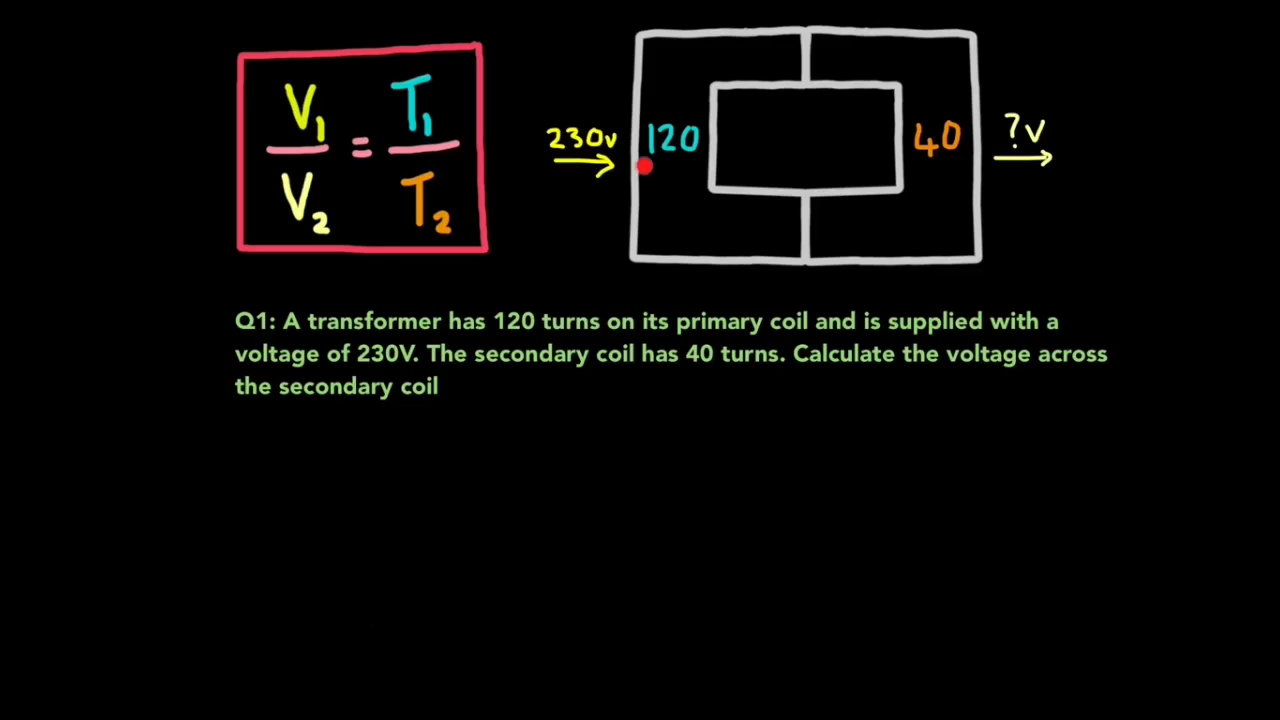 V₁ = T₁
V₂ T₂
230v 120 40 ?v
Q1: A transformer has 120 turns on its primary coil and is supplied with a
voltage of 230V. The secondary coil has 40 turns. Calculate the voltage across
the secondary coil